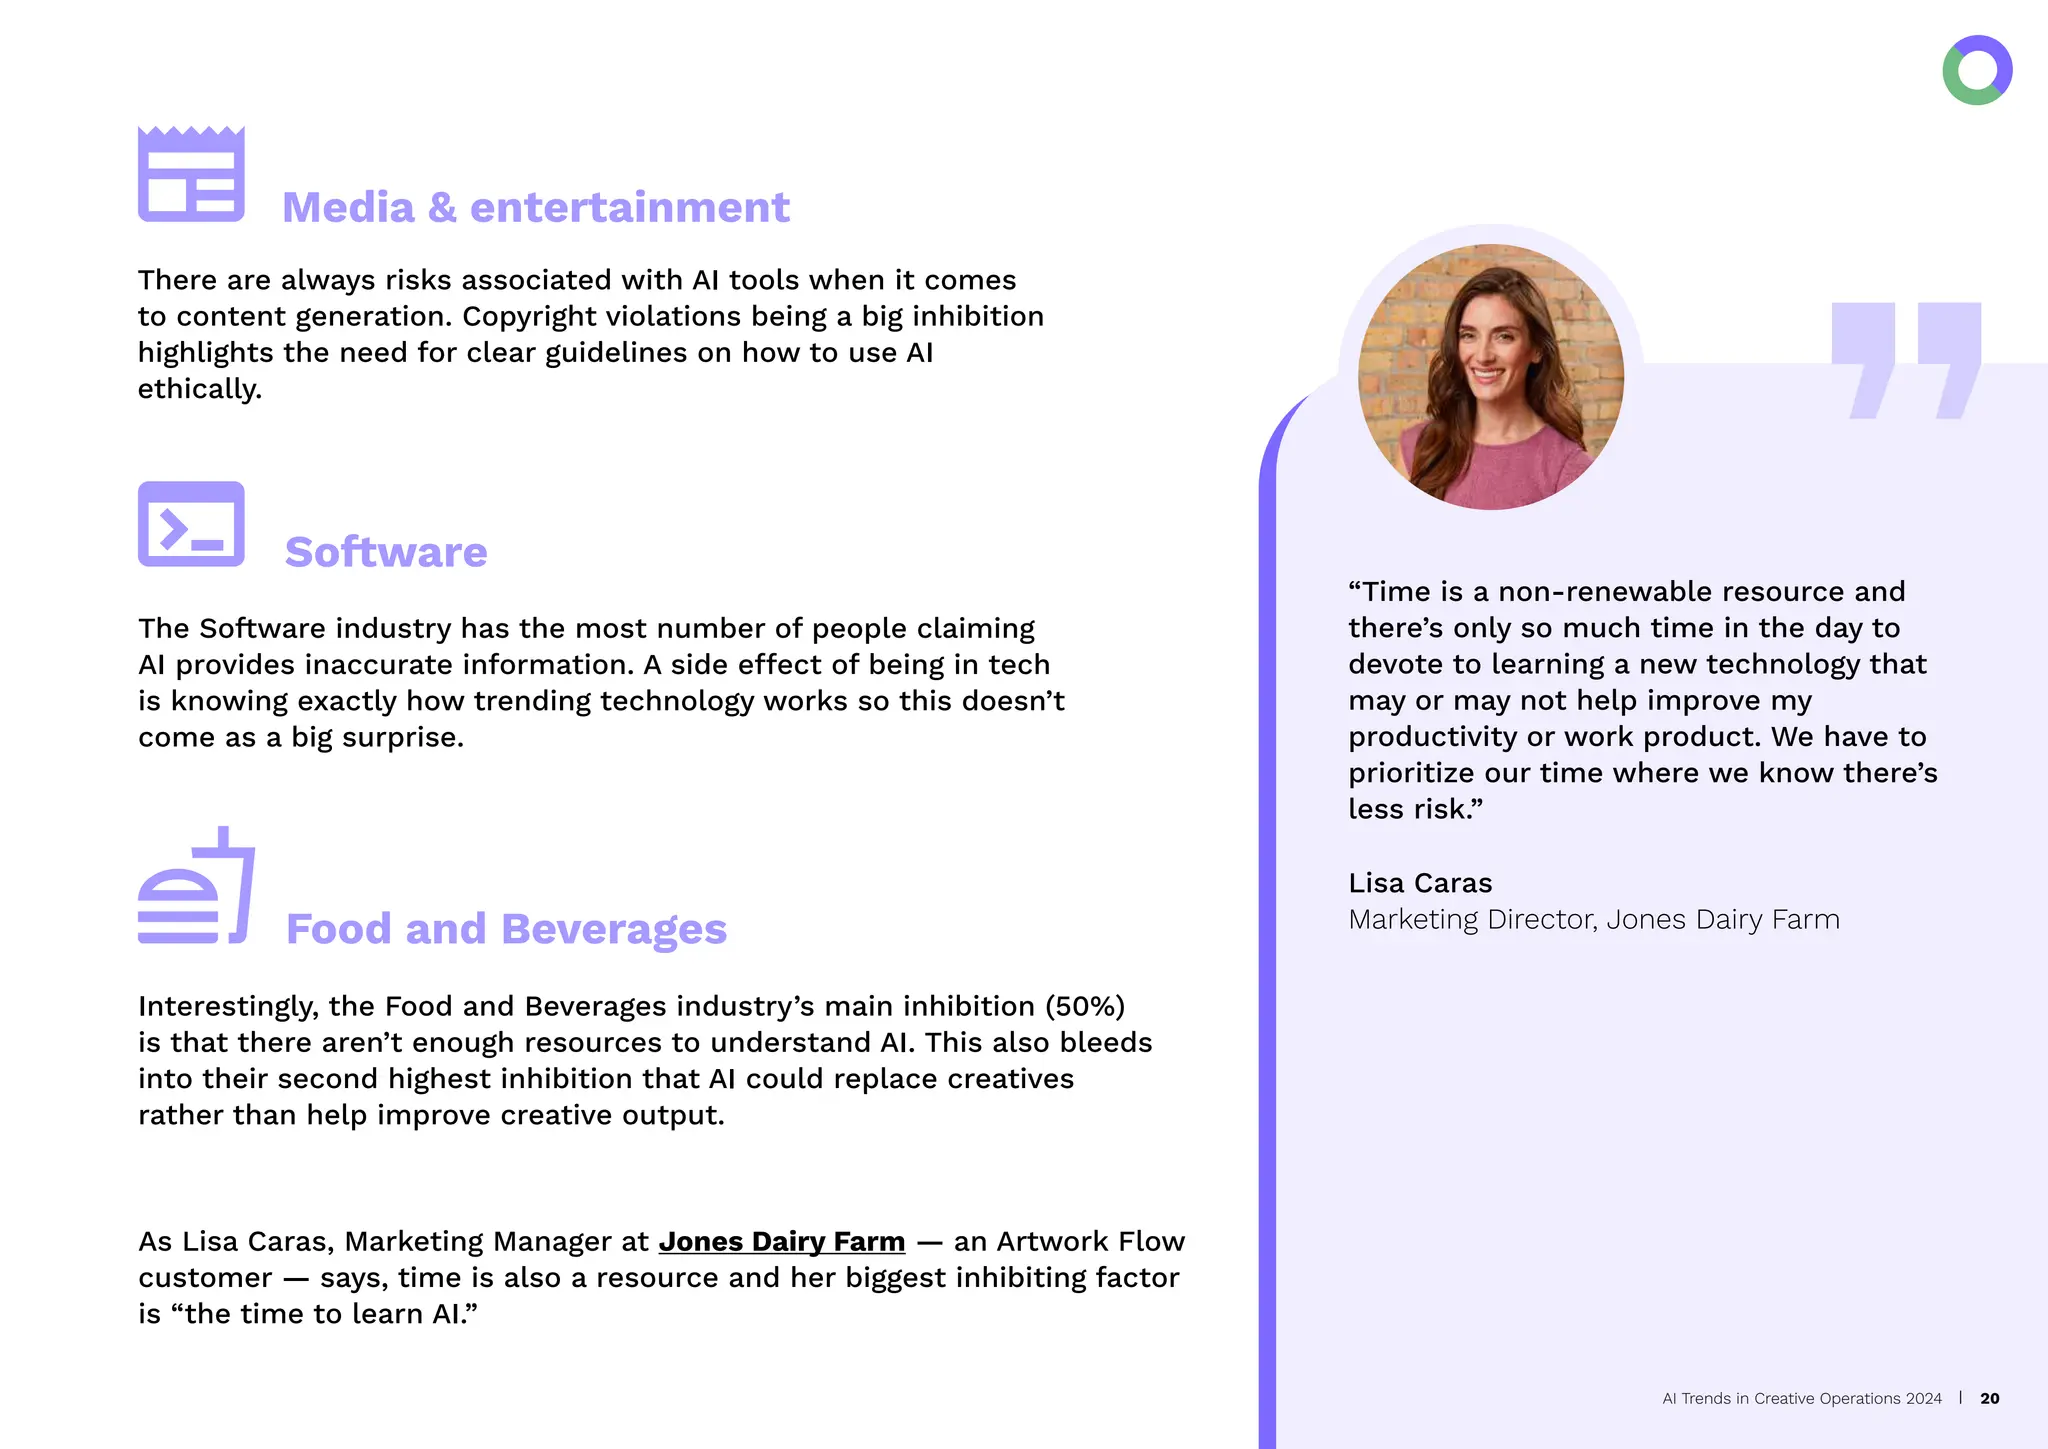 Media & entertainment
There are always risks associated with AI tools when it comes
to content generation. Copyright violations being a big inhibition
highlights the need for clear guidelines on how to use AI
ethically.
Software
The Software industry has the most number of people claiming
AI provides inaccurate information. A side effect of being in tech
is knowing exactly how trending technology works so this doesn’t
come as a big surprise.
Food and Beverages
Interestingly, the Food and Beverages industry’s main inhibition (50%)
is that there aren’t enough resources to understand AI. This also bleeds
into their second highest inhibition that AI could replace creatives
rather than help improve creative output.
As Lisa Caras, Marketing Manager at Jones Dairy Farm — an Artwork Flow
customer — says, time is also a resource and her biggest inhibiting factor
is “the time to learn AI.”
”
“Time is a non-renewable resource and
there’s only so much time in the day to
devote to learning a new technology that
may or may not help improve my
productivity or work product. We have to
prioritize our time where we know there’s
less risk.”
Lisa Caras
Marketing Director, Jones Dairy Farm
AI Trends in Creative Operations 2024 | 20